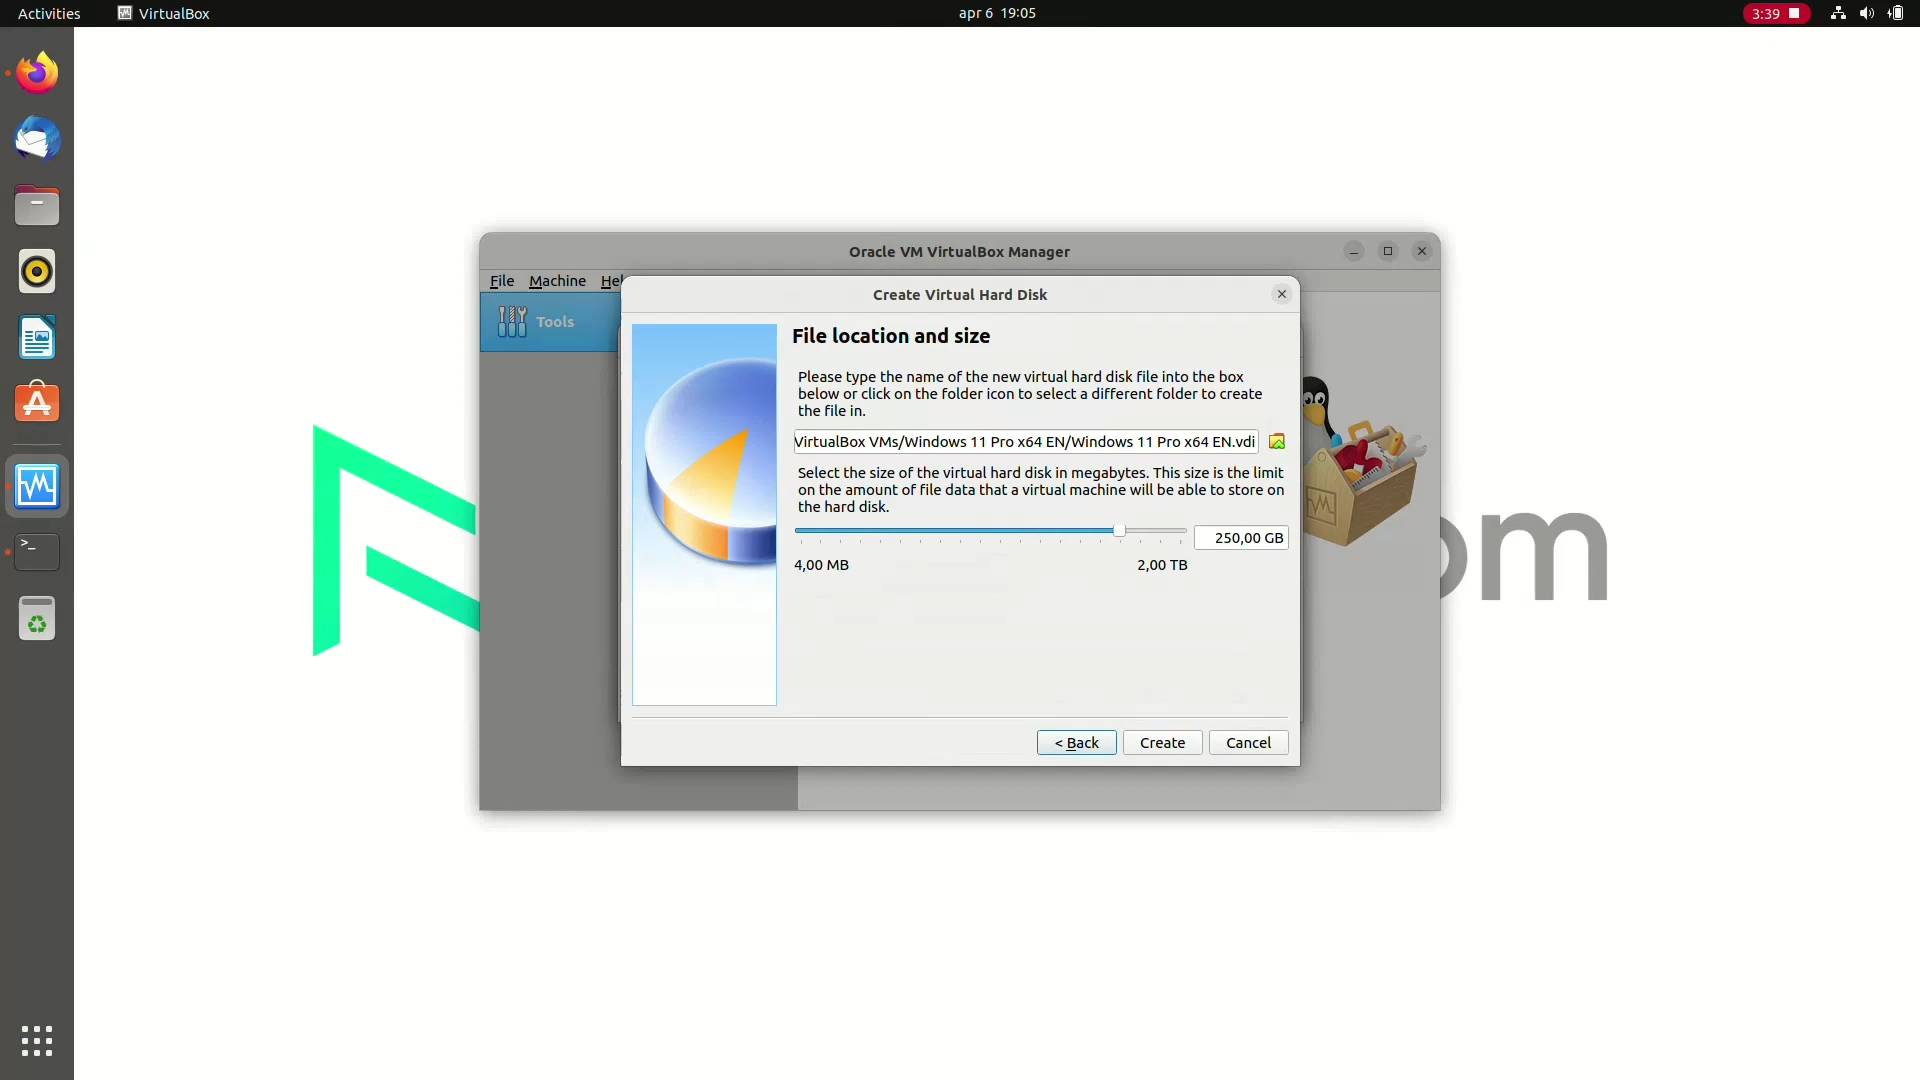 Activities
VirtualBox
apr 6 19:05
3:39
Oracle VM VirtualBox Manager
File Machine Hel
Create Virtual Hard Disk
Tools
File location and size
Please type the name of the new virtual hard disk file into the box
below or click on the folder icon to select a different folder to create
the file in.
VirtualBox VMs/Windows 11 Pro x64 EN/Windows 11 Pro x64 EN.vdi
Select the size of the virtual hard disk in megabytes. This size is the limit
on the amount of file data that a virtual machine will be able to store on
the hard disk.
250,00 GB
4,00 MB
2,00 TB
om
< Back
Create
Cancel